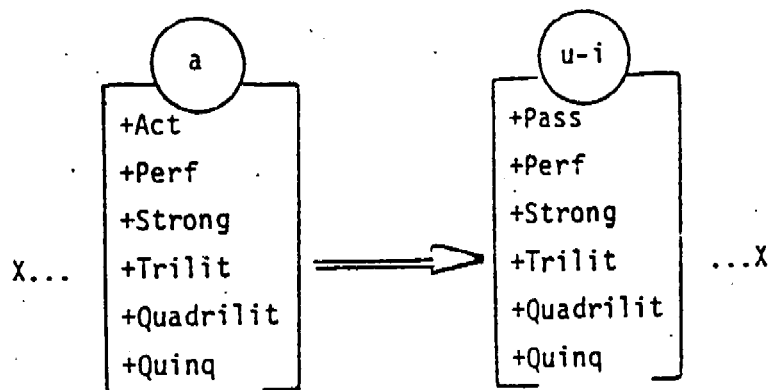 a u-i
+Act +Pass
+Perf +Perf
+Strong +Strong
X... +Trilit +Trilit ...X
+Quadrilit +Quadrilit
+Quinq +Quinq